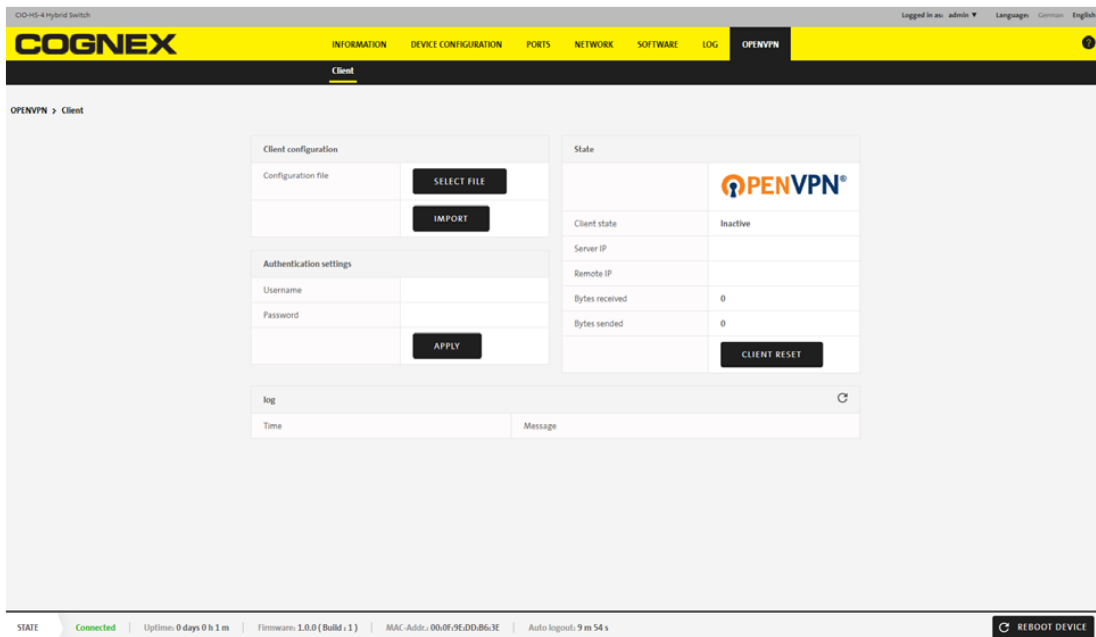 CIO-HS-4 Hybrid Switch Logged in as: admin ▼ Language: German English
COGNEX INFORMATION DEVICE CONFIGURATION PORTS NETWORK SOFTWARE LOG OPENVPN ?
Client
OPENVPN > Client
Client configuration
Configuration file SELECT FILE
IMPORT
Authentication settings
Username
Password
APPLY
State
OPENVPN®
Client state Inactive
Server IP
Remote IP
Bytes received 0
Bytes sended 0
CLIENT RESET
log
Time Message
STATE Connected Uptime: 0 days 0 h 1 m Firmware: 1.0.0 ( Build : 1 ) MAC-Addr.: 00:0F:9E:DD:B6:3E Auto logout: 9 m 54 s REBOOT DEVICE